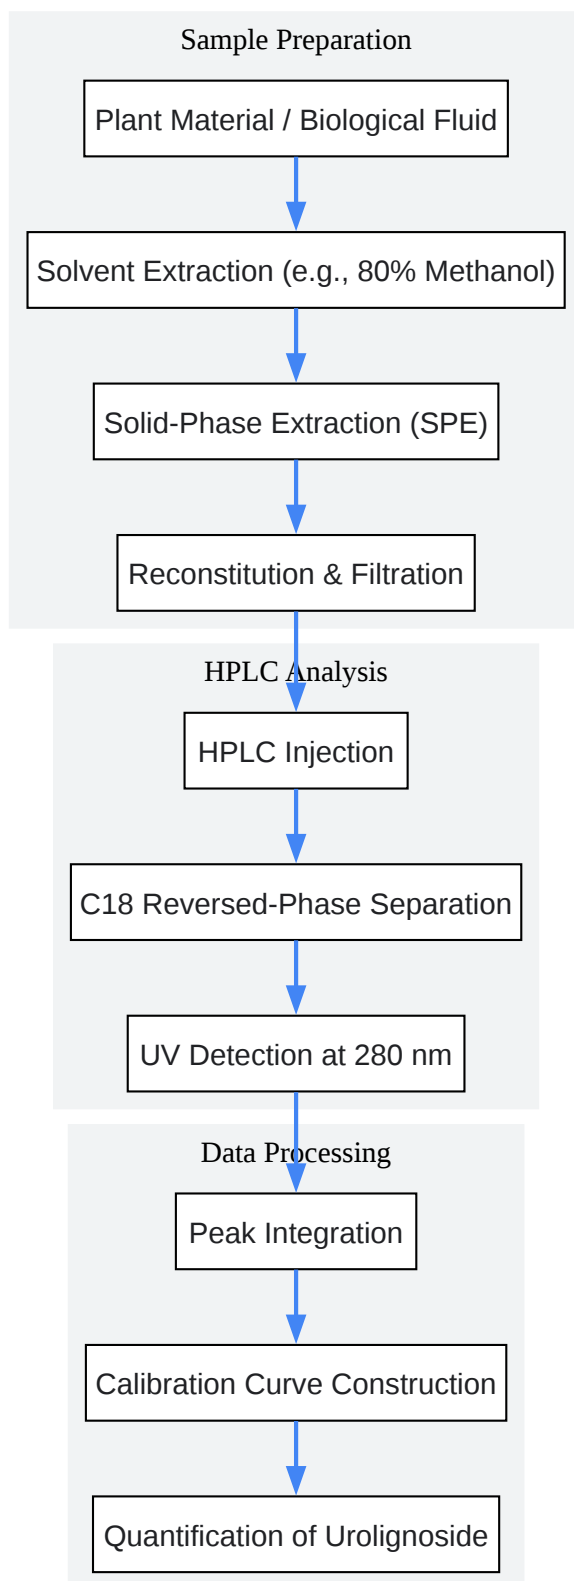 Sample Preparation
Plant Material / Biological Fluid
Solvent Extraction (e.g., 80% Methanol)
Solid-Phase Extraction (SPE)
Reconstitution & Filtration
HPLC Analysis
HPLC Injection
C18 Reversed-Phase Separation
UV Detection at 280 nm
Data Processing
Peak Integration
Calibration Curve Construction
Quantification of Urolignoside